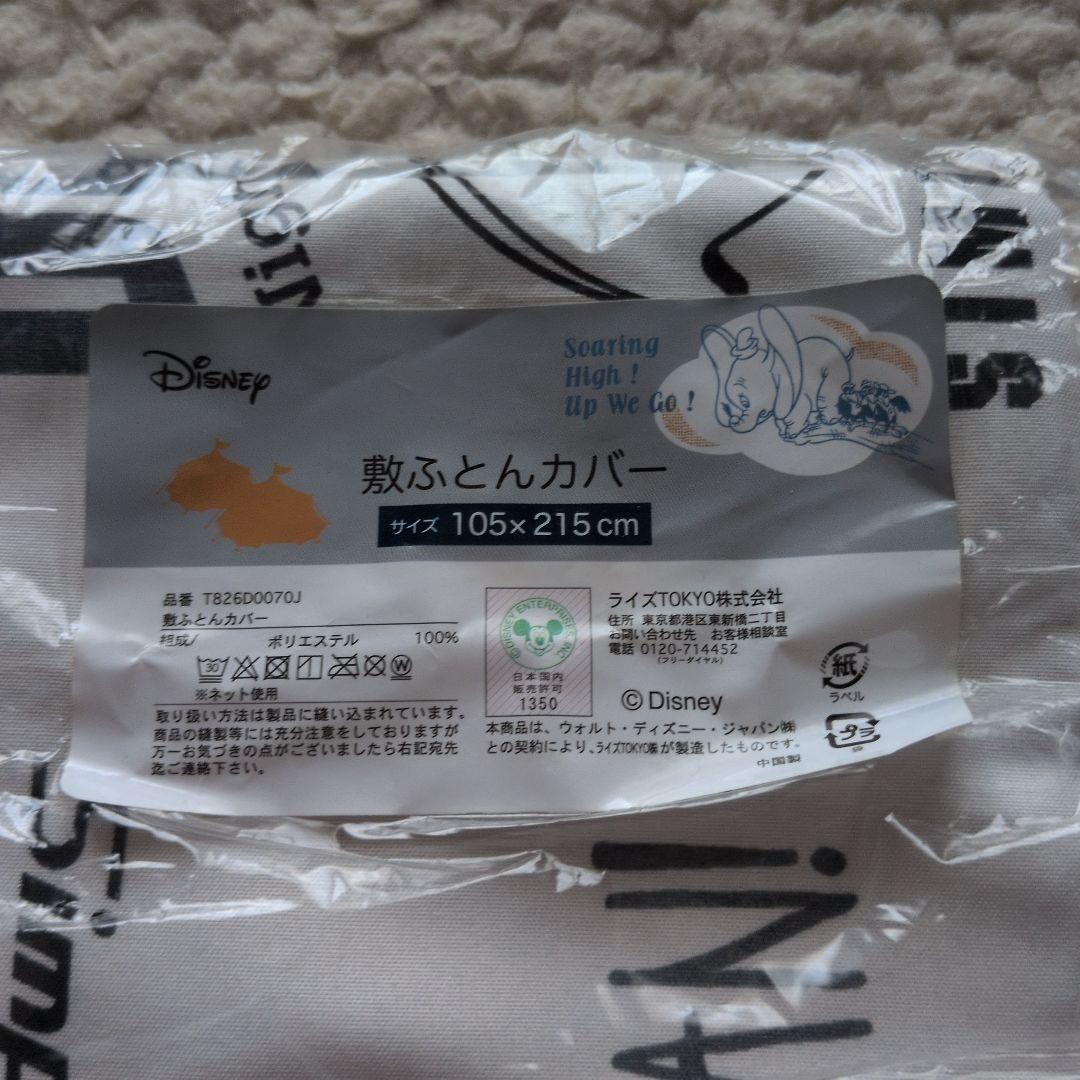 Disney
Soaring
High !
Up We Go !
敷ふとんカバー
サイズ 105×215cm
品番 T826D0070J
敷ふとんカバー
組成/ ポリエステル 100%
30 W
※ネット使用
取り扱い方法は製品に縫い込まれています。
商品の縫製等には充分注意をしておりますが
万一お気づきの点がございましたら右記宛先
迄ご連絡下さい。
©DISNEY ENTERPRISES, INC.
日本国内
販売許可
1350
ライズTOKYO株式会社
住所 東京都港区東新橋二丁目
お問い合わせ先 お客様相談室
電話 0120-714452
(フリーダイヤル)
©Disney
本商品は、ウォルト・ディズニー・ジャパン㈱
との契約により、ライズTOKYO㈱が製造したものです。
中国製
紙
ラベル
プラ
AN!